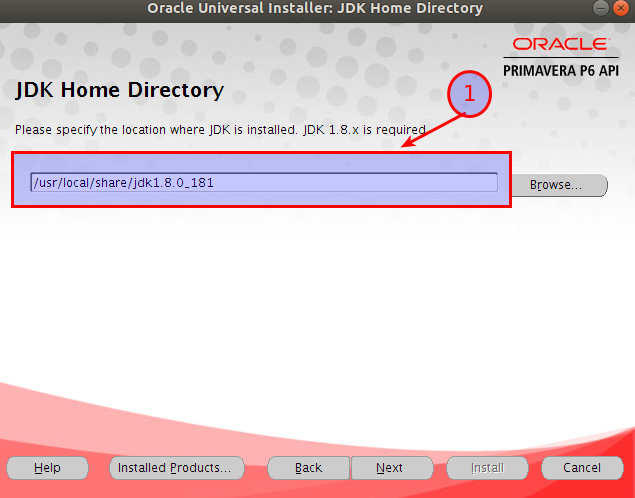 Oracle Universal Installer: JDK Home Directory
ORACLE
PRIMAVERA P6 API
JDK Home Directory
1
Please specify the location where JDK is installed. JDK 1.8.x is required
/usr/local/share/jdk1.8.0_181
Browse...
Help
Installed Products...
Back
Next
Install
Cancel